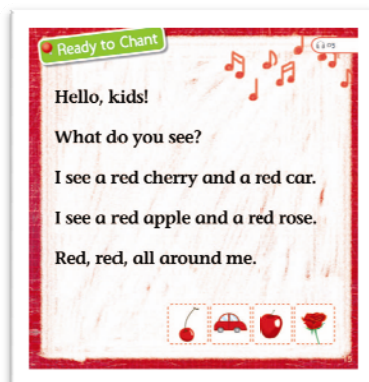 Ready to Chant
Hello, kids!
What do you see?
I see a red cherry and a red car.
I see a red apple and a red rose.
Red, red, all around me.